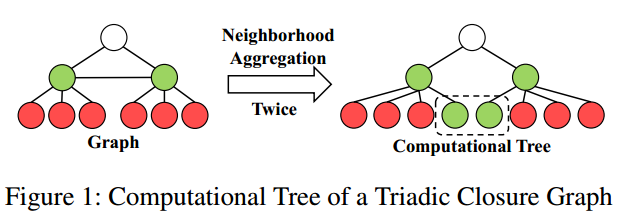 Neighborhood
Aggregation
Twice
Graph
Computational Tree
Figure 1: Computational Tree of a Triadic Closure Graph